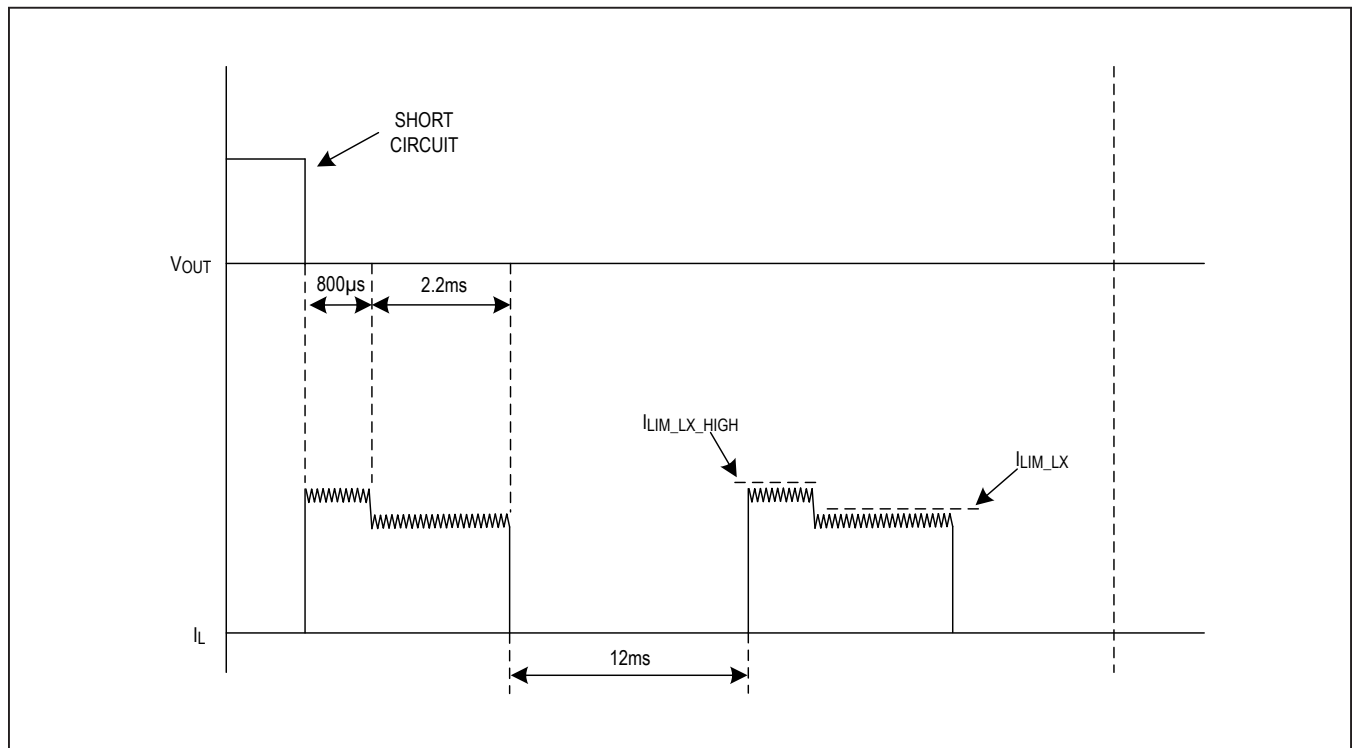 SHORT
CIRCUIT
VOUT
800µs
2.2ms
ILIM_LX_HIGH
ILIM_LX
IL
12ms